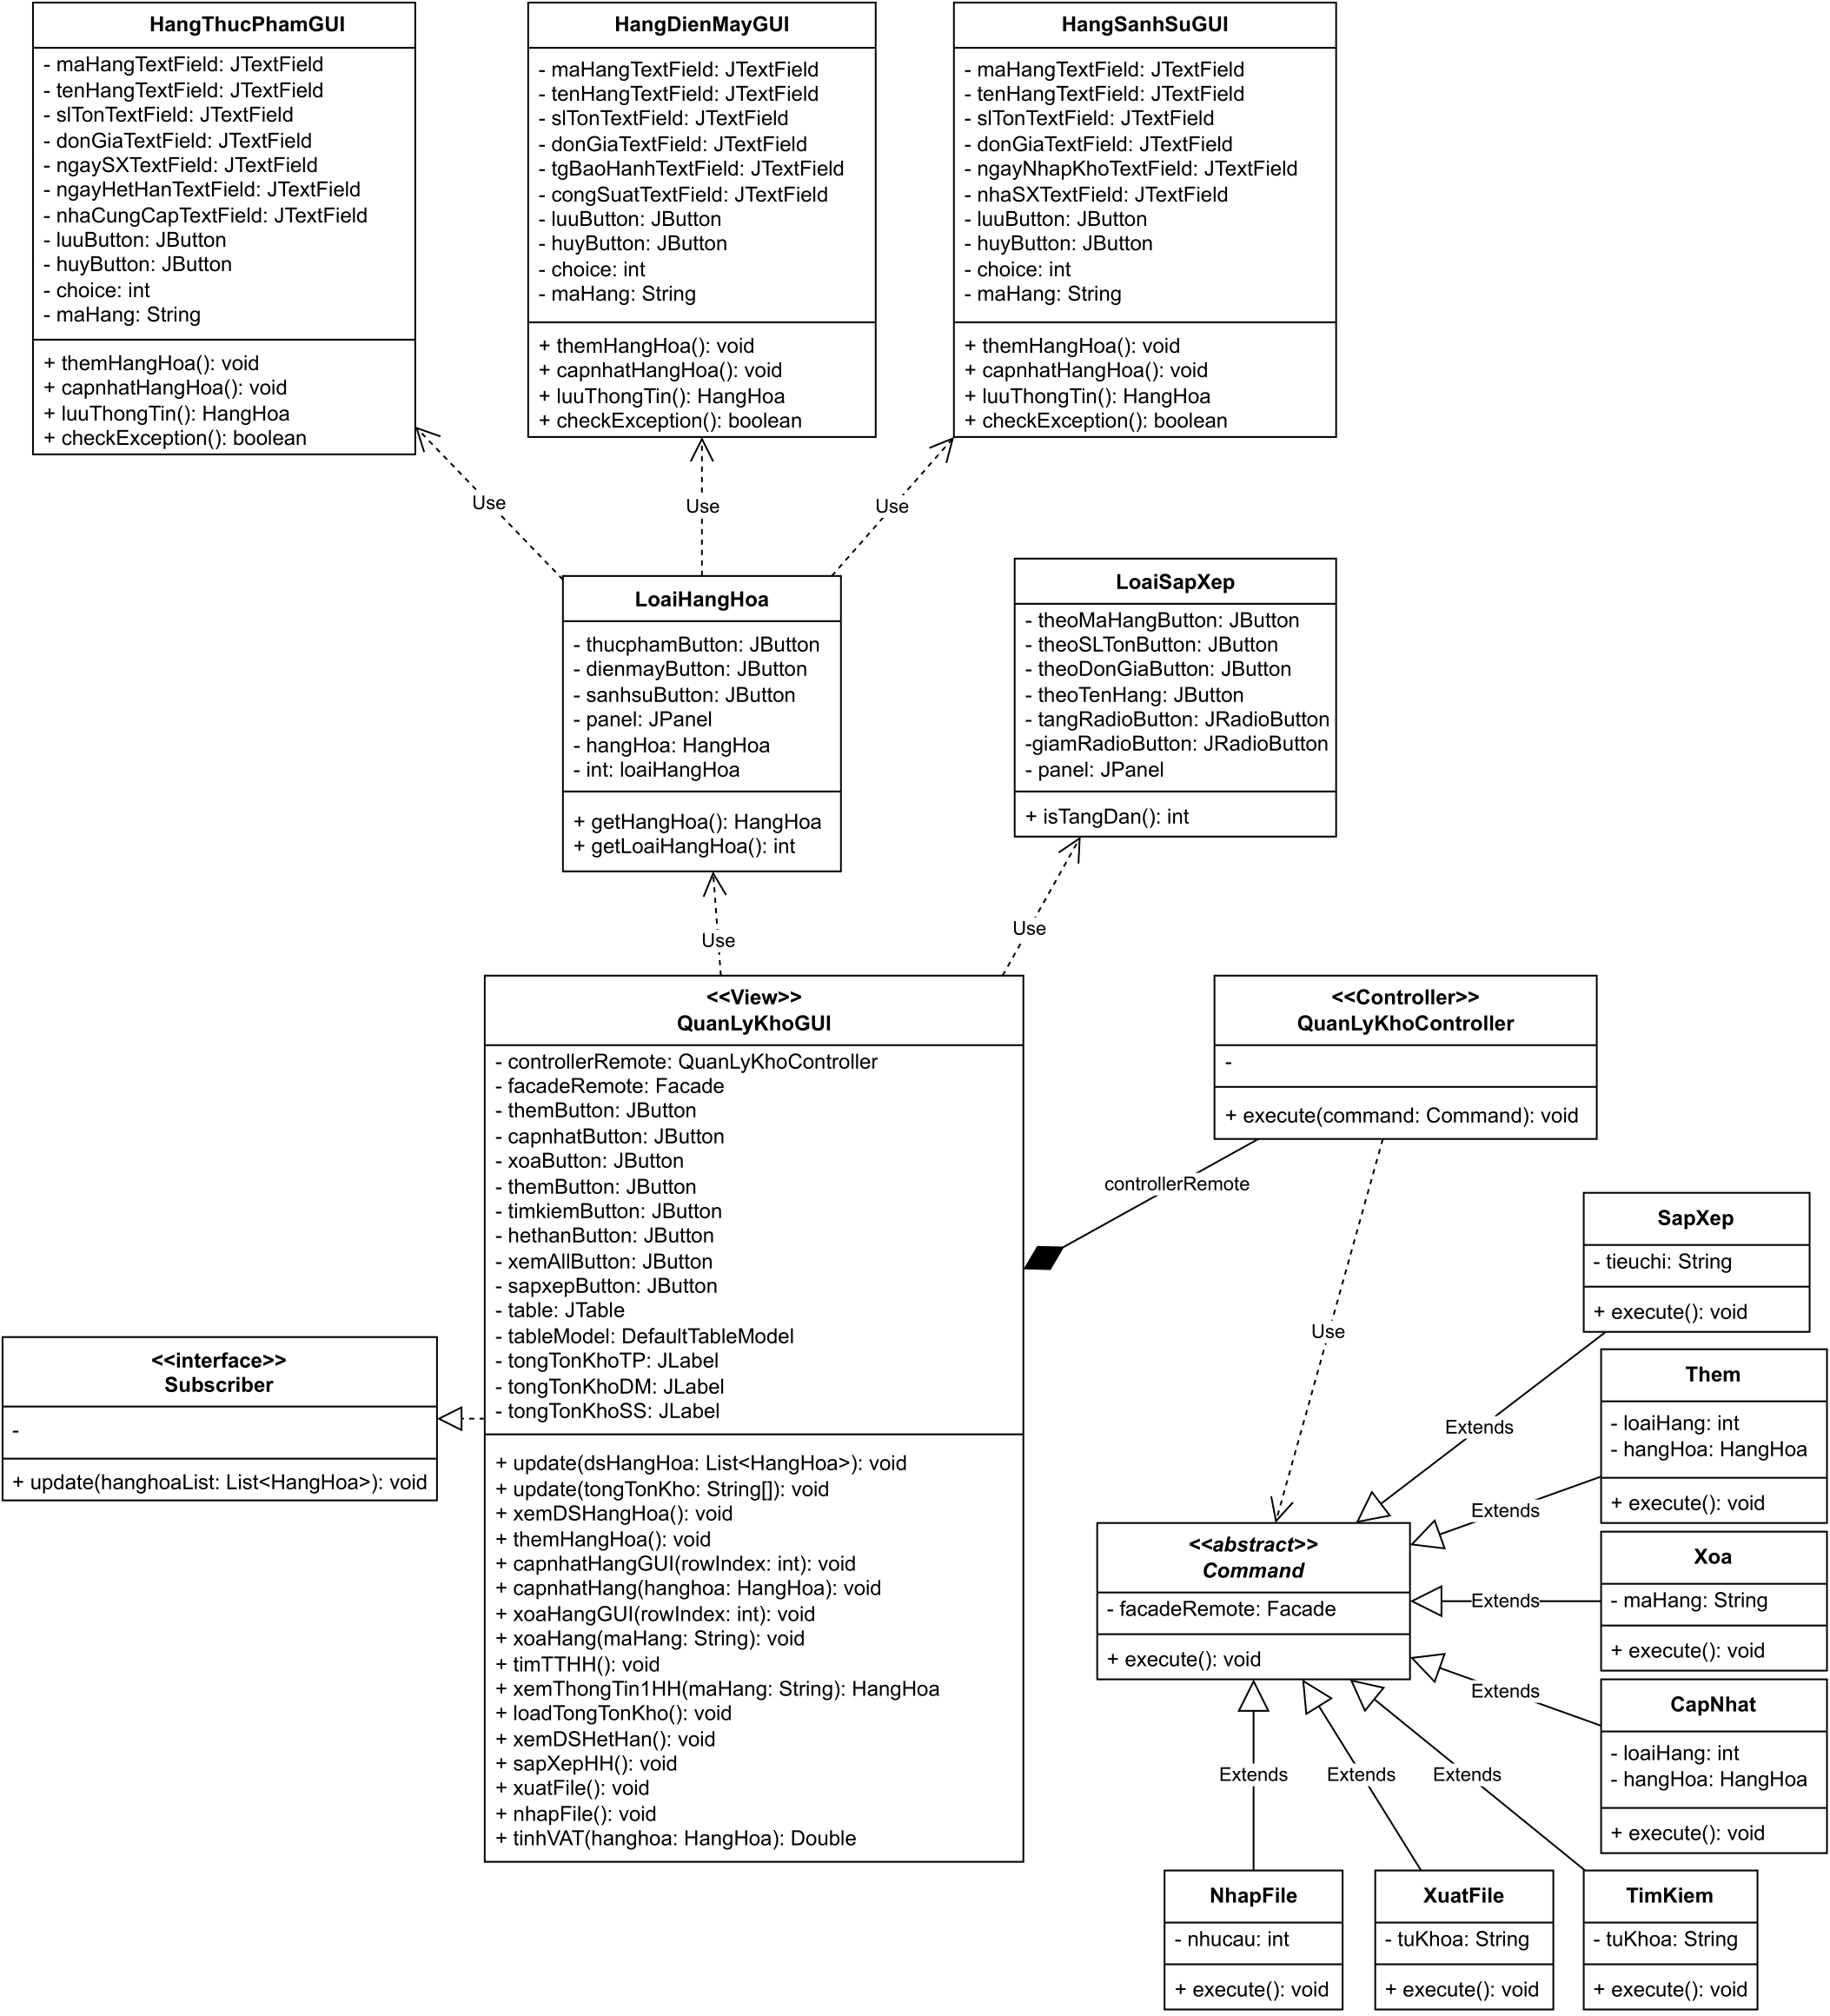 HangThucPhamGUI
- maHangTextField: JTextField
- tenHangTextField: JTextField
- slTonTextField: JTextField
- donGiaTextField: JTextField
- ngaySXTextField: JTextField
- ngayHetHanTextField: JTextField
- nhaCungCapTextField: JTextField
- luuButton: JButton
- huyButton: JButton
- choice: int
- maHang: String
+ themHangHoa(): void
+ capnhatHangHoa(): void
+ luuThongTin(): HangHoa
+ checkException(): boolean
HangDienMayGUI
- maHangTextField: JTextField
- tenHangTextField: JTextField
- slTonTextField: JTextField
- donGiaTextField: JTextField
- tgBaoHanhTextField: JTextField
- congSuatTextField: JTextField
- luuButton: JButton
- huyButton: JButton
- choice: int
- maHang: String
+ themHangHoa(): void
+ capnhatHangHoa(): void
+ luuThongTin(): HangHoa
+ checkException(): boolean
HangSanhSuGUI
- maHangTextField: JTextField
- tenHangTextField: JTextField
- slTonTextField: JTextField
- donGiaTextField: JTextField
- ngayNhapKhoTextField: JTextField
- nhaSXTextField: JTextField
- luuButton: JButton
- huyButton: JButton
- choice: int
- maHang: String
+ themHangHoa(): void
+ capnhatHangHoa(): void
+ luuThongTin(): HangHoa
+ checkException(): boolean
Use
Use
Use
LoaiHangHoa
- thucphamButton: JButton
- dienmayButton: JButton
- sanhsuButton: JButton
- panel: JPanel
- hangHoa: HangHoa
- int: loaiHangHoa
+ getHangHoa(): HangHoa
+ getLoaiHangHoa(): int
LoaiSapXep
- theoMaHangButton: JButton
- theoSLTonButton: JButton
- theoDonGiaButton: JButton
- theoTenHang: JButton
- tangRadioButton: JRadioButton
-giamRadioButton: JRadioButton
- panel: JPanel
+ isTangDan(): int
Use
Use
<<View>>
QuanLyKhoGUI
- controllerRemote: QuanLyKhoController
- facadeRemote: Facade
- themButton: JButton
- capnhatButton: JButton
- xoaButton: JButton
- themButton: JButton
- timkiemButton: JButton
- hethanButton: JButton
- xemAllButton: JButton
- sapxepButton: JButton
- table: JTable
- tableModel: DefaultTableModel
- tongTonKhoTP: JLabel
- tongTonKhoDM: JLabel
- tongTonKhoSS: JLabel
+ update(dsHangHoa: List<HangHoa>): void
+ update(tongTonKho: String[]): void
+ xemDSHangHoa(): void
+ themHangHoa(): void
+ capnhatHangGUI(rowIndex: int): void
+ capnhatHang(hanghoa: HangHoa): void
+ xoaHangGUI(rowIndex: int): void
+ xoaHang(maHang: String): void
+ timTTHH(): void
+ xemThongTin1HH(maHang: String): HangHoa
+ loadTongTonKho(): void
+ xemDSHetHan(): void
+ sapXepHH(): void
+ xuatFile(): void
+ nhapFile(): void
+ tinhVAT(hanghoa: HangHoa): Double
<<Controller>>
QuanLyKhoController
-
+ execute(command: Command): void
controllerRemote
Use
<<interface>>
Subscriber
-
+ update(hanghoaList: List<HangHoa>): void
SapXep
- tieuchi: String
+ execute(): void
Extends
Them
- loaiHang: int
- hangHoa: HangHoa
+ execute(): void
Extends
<<abstract>>
Command
- facadeRemote: Facade
+ execute(): void
Xoa
- maHang: String
+ execute(): void
Extends
CapNhat
- loaiHang: int
- hangHoa: HangHoa
+ execute(): void
Extends
Extends
Extends
Extends
NhapFile
- nhucau: int
+ execute(): void
XuatFile
- tuKhoa: String
+ execute(): void
TimKiem
- tuKhoa: String
+ execute(): void